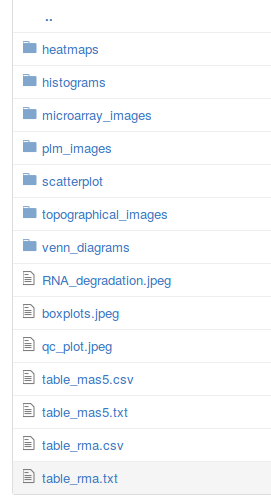 ..
heatmaps
histograms
microarray_images
plm_images
scatterplot
topographical_images
venn_diagrams
RNA_degradation.jpeg
boxplots.jpeg
qc_plot.jpeg
table_mas5.csv
table_mas5.txt
table_rma.csv
table_rma.txt